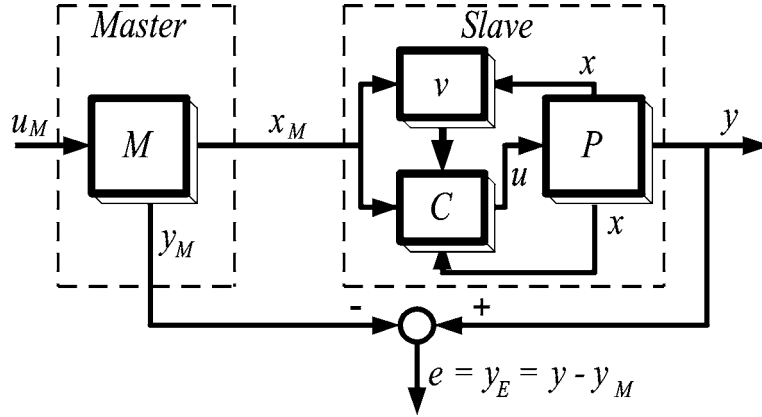 Master
Slave
u_M
M
x_M
v
x
C
u
P
y
x
y_M
-
+
e = y_E = y - y_M